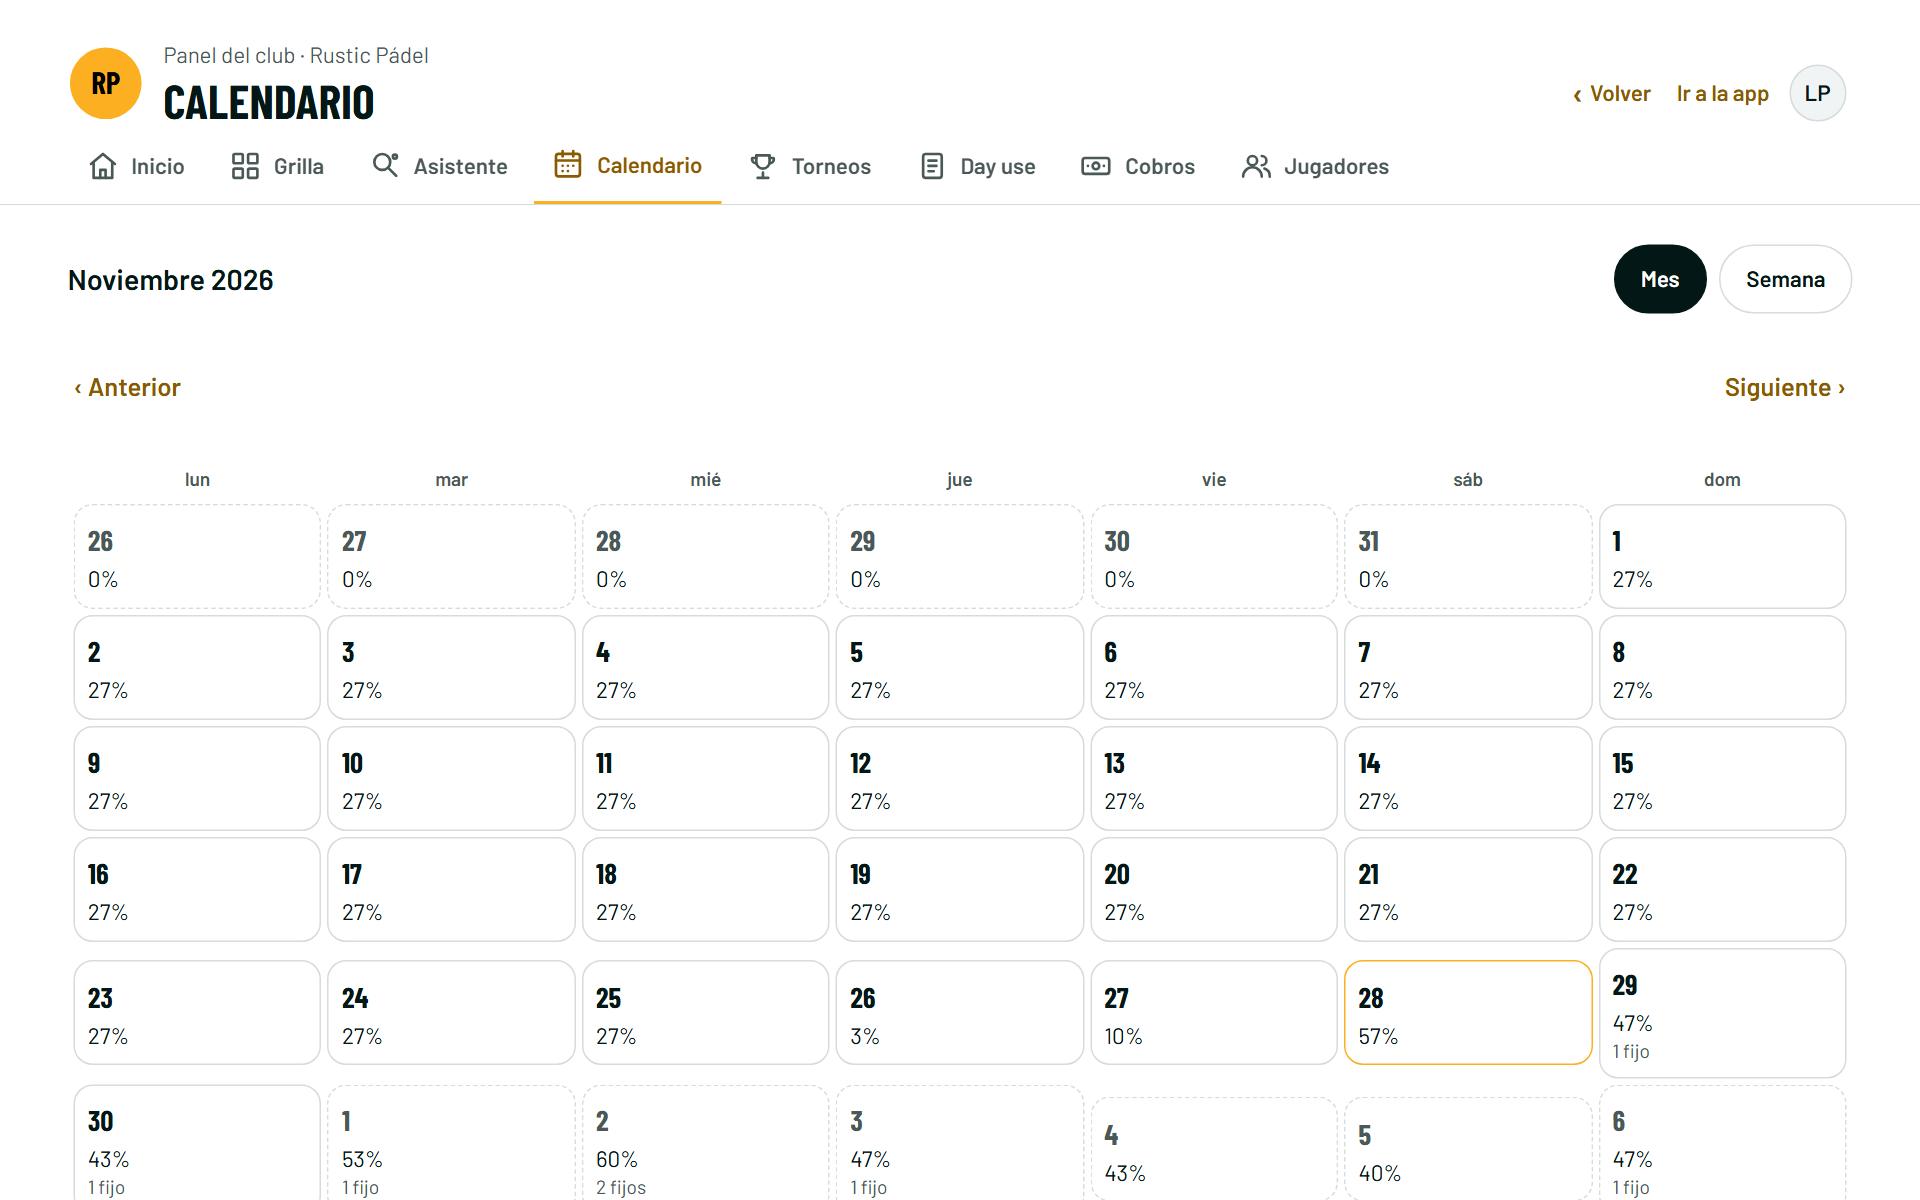 RP
Panel del club · Rustic Pádel
CALENDARIO
‹ Volver
Ir a la app
LP
Inicio
Grilla
Asistente
Calendario
Torneos
Day use
Cobros
Jugadores
Noviembre 2026
Mes
Semana
‹ Anterior
Siguiente ›
lun mar mié jue vie sáb dom
26 27 28 29 30 31 1
0% 0% 0% 0% 0% 0% 27%
2 3 4 5 6 7 8
27% 27% 27% 27% 27% 27% 27%
9 10 11 12 13 14 15
27% 27% 27% 27% 27% 27% 27%
16 17 18 19 20 21 22
27% 27% 27% 27% 27% 27% 27%
23 24 25 26 27 28 29
27% 27% 27% 3% 10% 57% 47%
1 fijo
30 1 2 3 4 5 6
43% 53% 60% 47% 43% 40% 47%
1 fijo 1 fijo 2 fijos 1 fijo 1 fijo